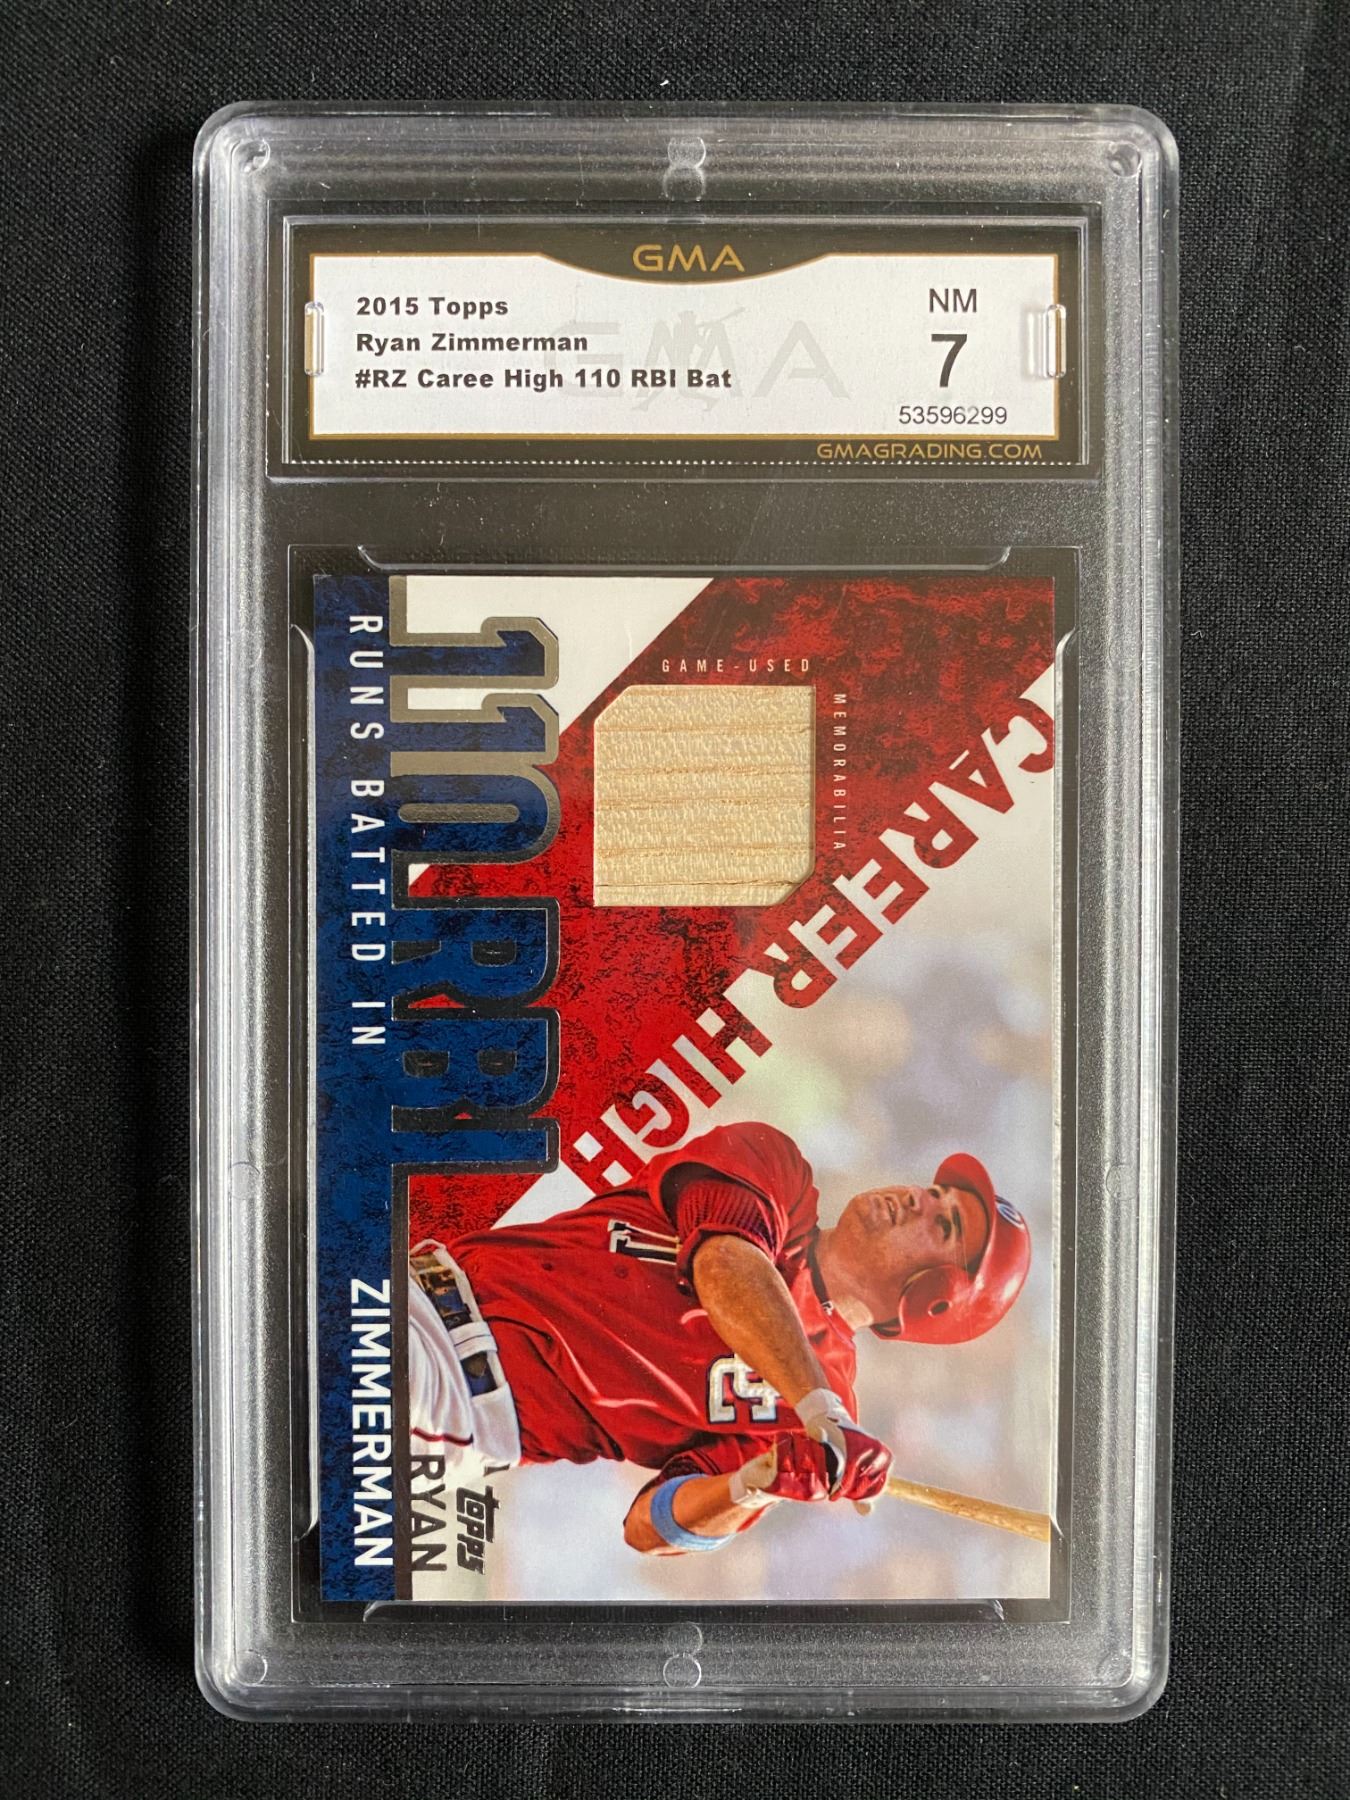 GMA
2015 Topps
Ryan Zimmerman
#RZ Caree High 110 RBI Bat
GMA
NM
7
53596299
GMAGRADING.COM
CAREER HIGH
GAME-USED
MEMORABILIA
110 RBI
RUNS BATTED IN
RYAN
ZIMMERMAN
topps